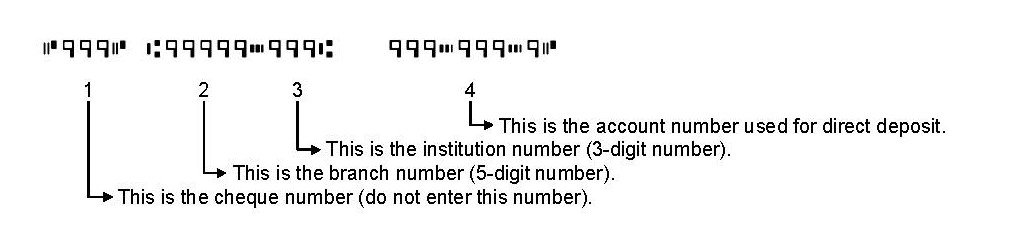 ⑈999⑈ ⑆99999⑉999⑆ 999⑉999⑉9⑈
1 2 3 4
This is the account number used for direct deposit.
This is the institution number (3-digit number).
This is the branch number (5-digit number).
This is the cheque number (do not enter this number).